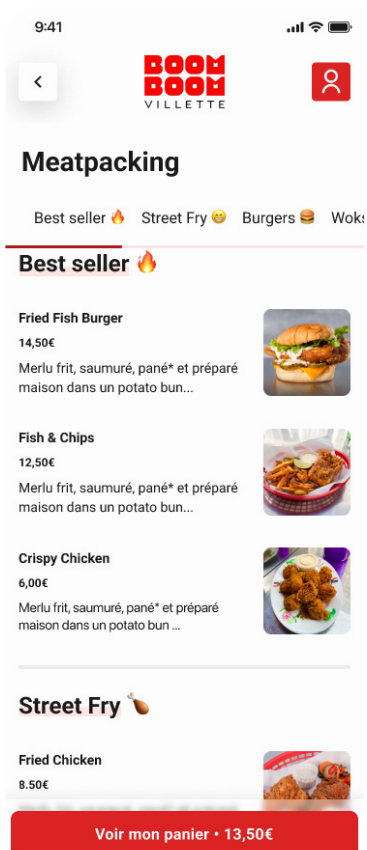 9:41
BOOM
BOOM
VILLETTE
Meatpacking
Best seller 🔥 Street Fry 😁 Burgers 🍔 Woks
Best seller 🔥
Fried Fish Burger
14,50€
Merlu frit, saumuré, pané* et préparé
maison dans un potato bun...
Fish & Chips
12,50€
Merlu frit, saumuré, pané* et préparé
maison dans un potato bun...
Crispy Chicken
6,00€
Merlu frit, saumuré, pané* et préparé
maison dans un potato bun ...
Street Fry 🍗
Fried Chicken
8.50€
Voir mon panier • 13,50€